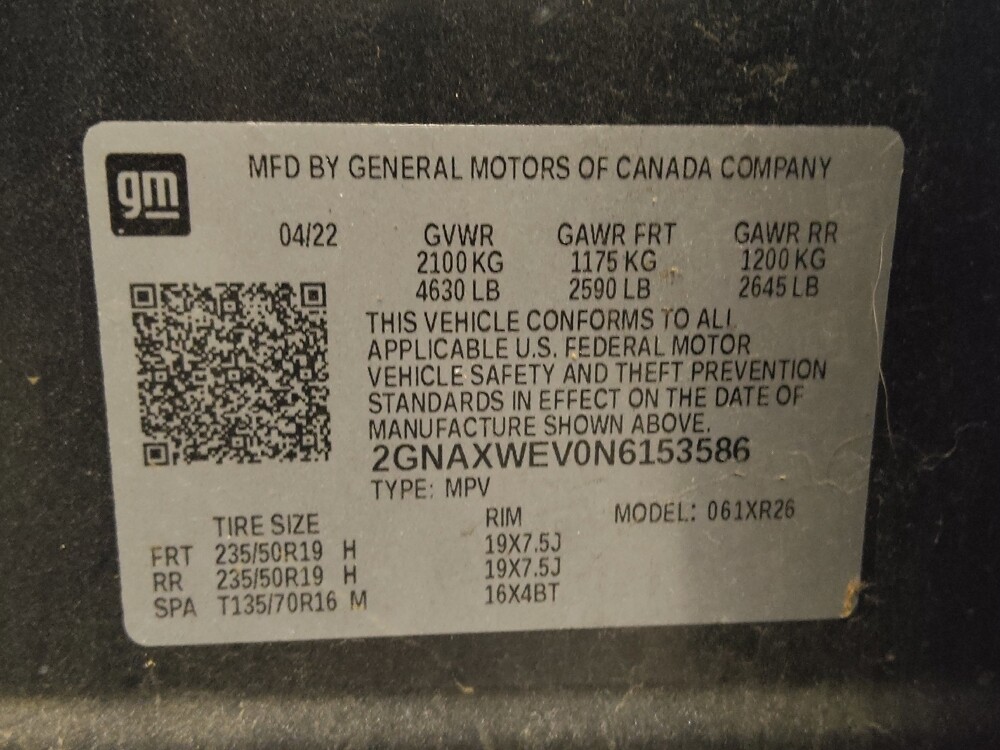 gm
MFD BY GENERAL MOTORS OF CANADA COMPANY
04/22 GVWR GAWR FRT GAWR RR
2100 KG 1175 KG 1200 KG
4630 LB 2590 LB 2645 LB
THIS VEHICLE CONFORMS TO ALL
APPLICABLE U.S. FEDERAL MOTOR
VEHICLE SAFETY AND THEFT PREVENTION
STANDARDS IN EFFECT ON THE DATE OF
MANUFACTURE SHOWN ABOVE.
2GNAXWEV0N6153586
TYPE: MPV
TIRE SIZE RIM MODEL: 061XR26
FRT 235/50R19 H 19X7.5J
RR 235/50R19 H 19X7.5J
SPA T135/70R16 M 16X4BT